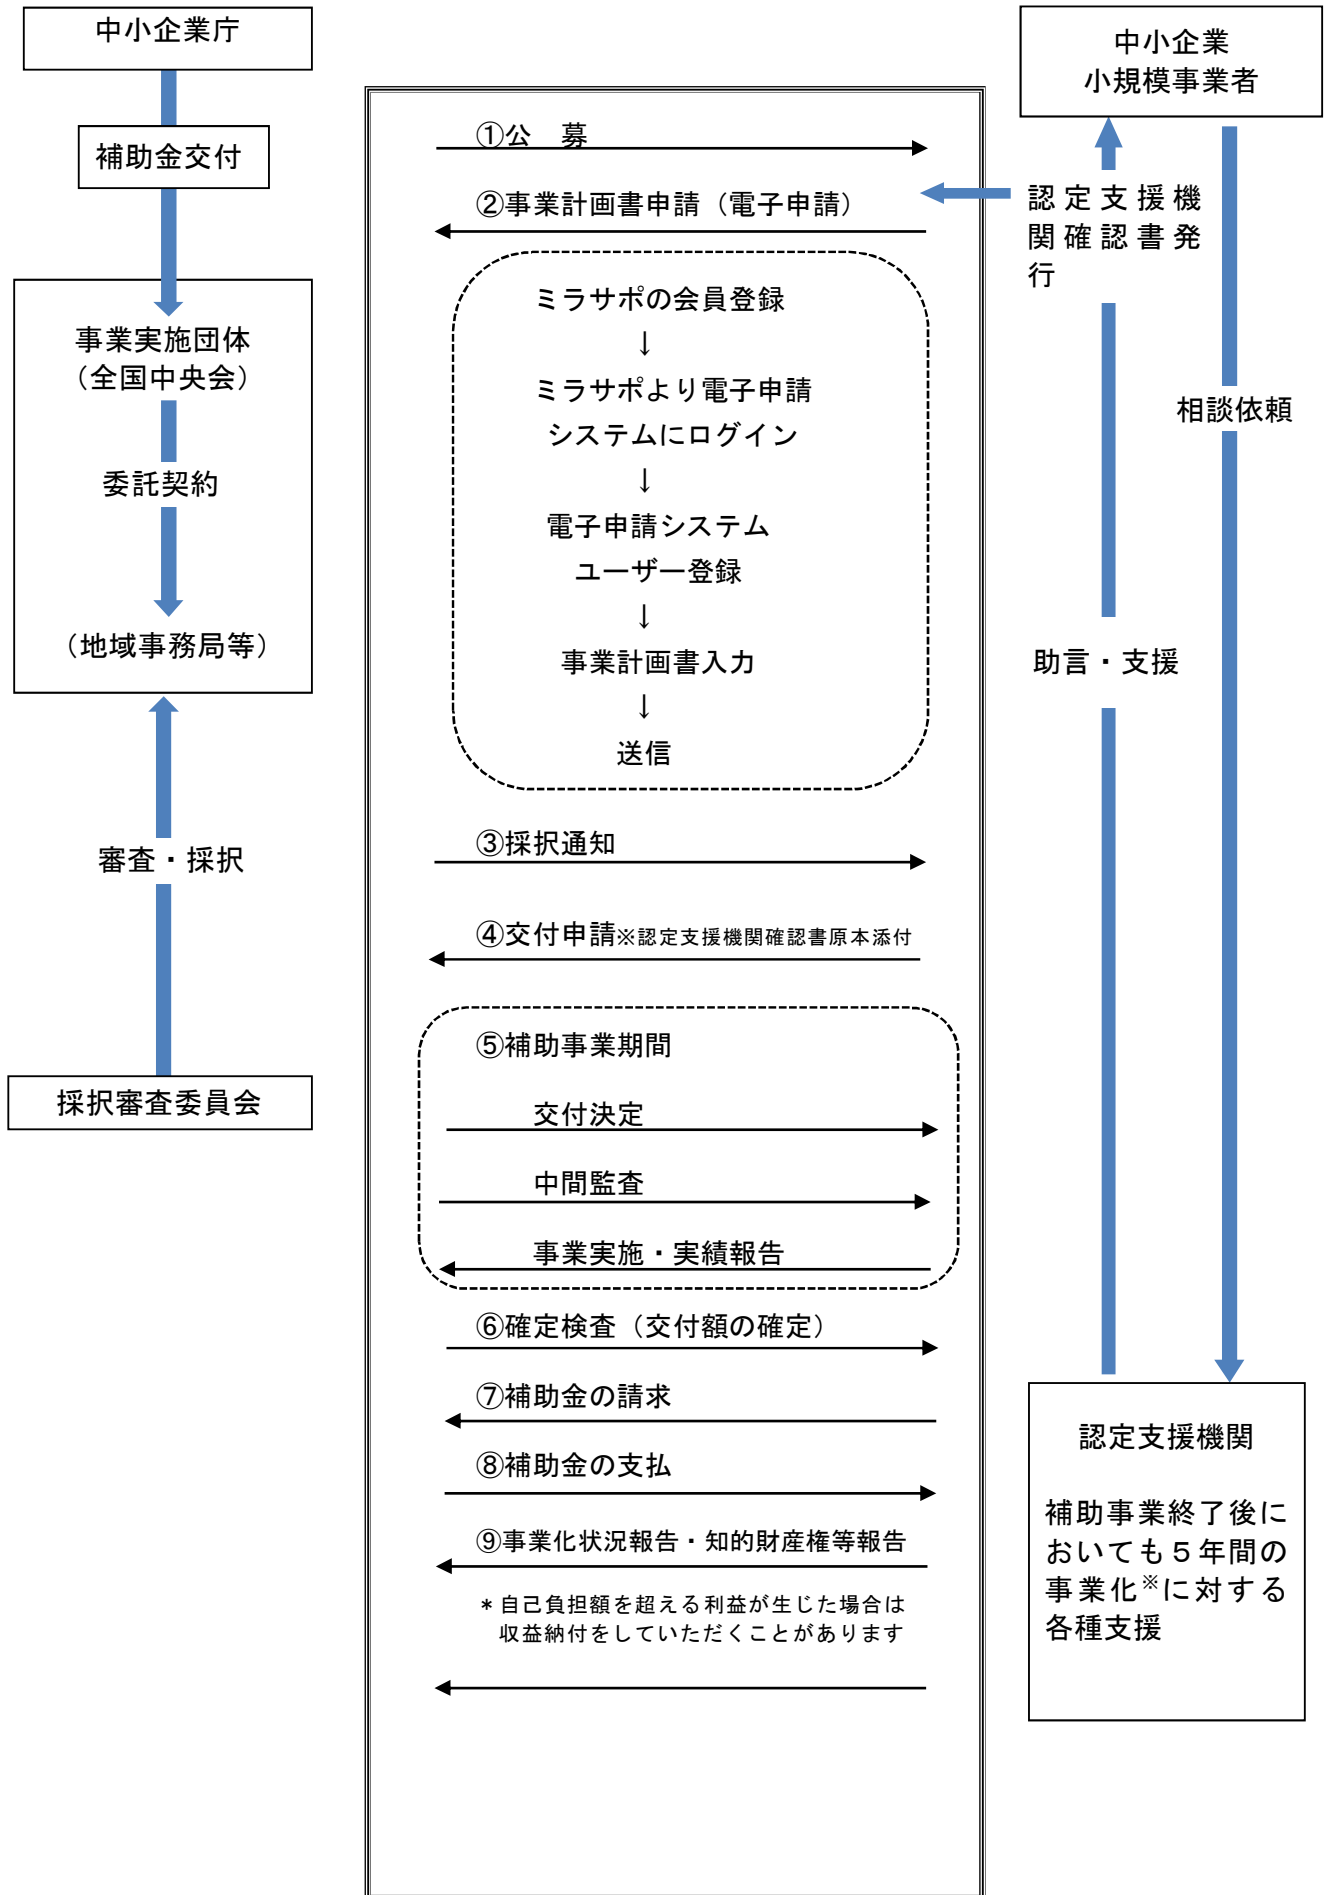 中小企業庁
補助金交付
事業実施団体
（全国中央会）
委託契約
（地域事務局等）
審査・採択
採択審査委員会
①公　募
②事業計画書申請（電子申請）
ミラサポの会員登録
↓
ミラサポより電子申請
システムにログイン
↓
電子申請システム
ユーザー登録
↓
事業計画書入力
↓
送信
③採択通知
④交付申請※認定支援機関確認書原本添付
⑤補助事業期間
交付決定
中間監査
事業実施・実績報告
⑥確定検査（交付額の確定）
⑦補助金の請求
⑧補助金の支払
⑨事業化状況報告・知的財産権等報告
＊自己負担額を超える利益が生じた場合は
収益納付をしていただくことがあります
中小企業
小規模事業者
認定支援機
関確認書発
行
相談依頼
助言・支援
認定支援機関
補助事業終了後に
おいても５年間の
事業化※に対する
各種支援